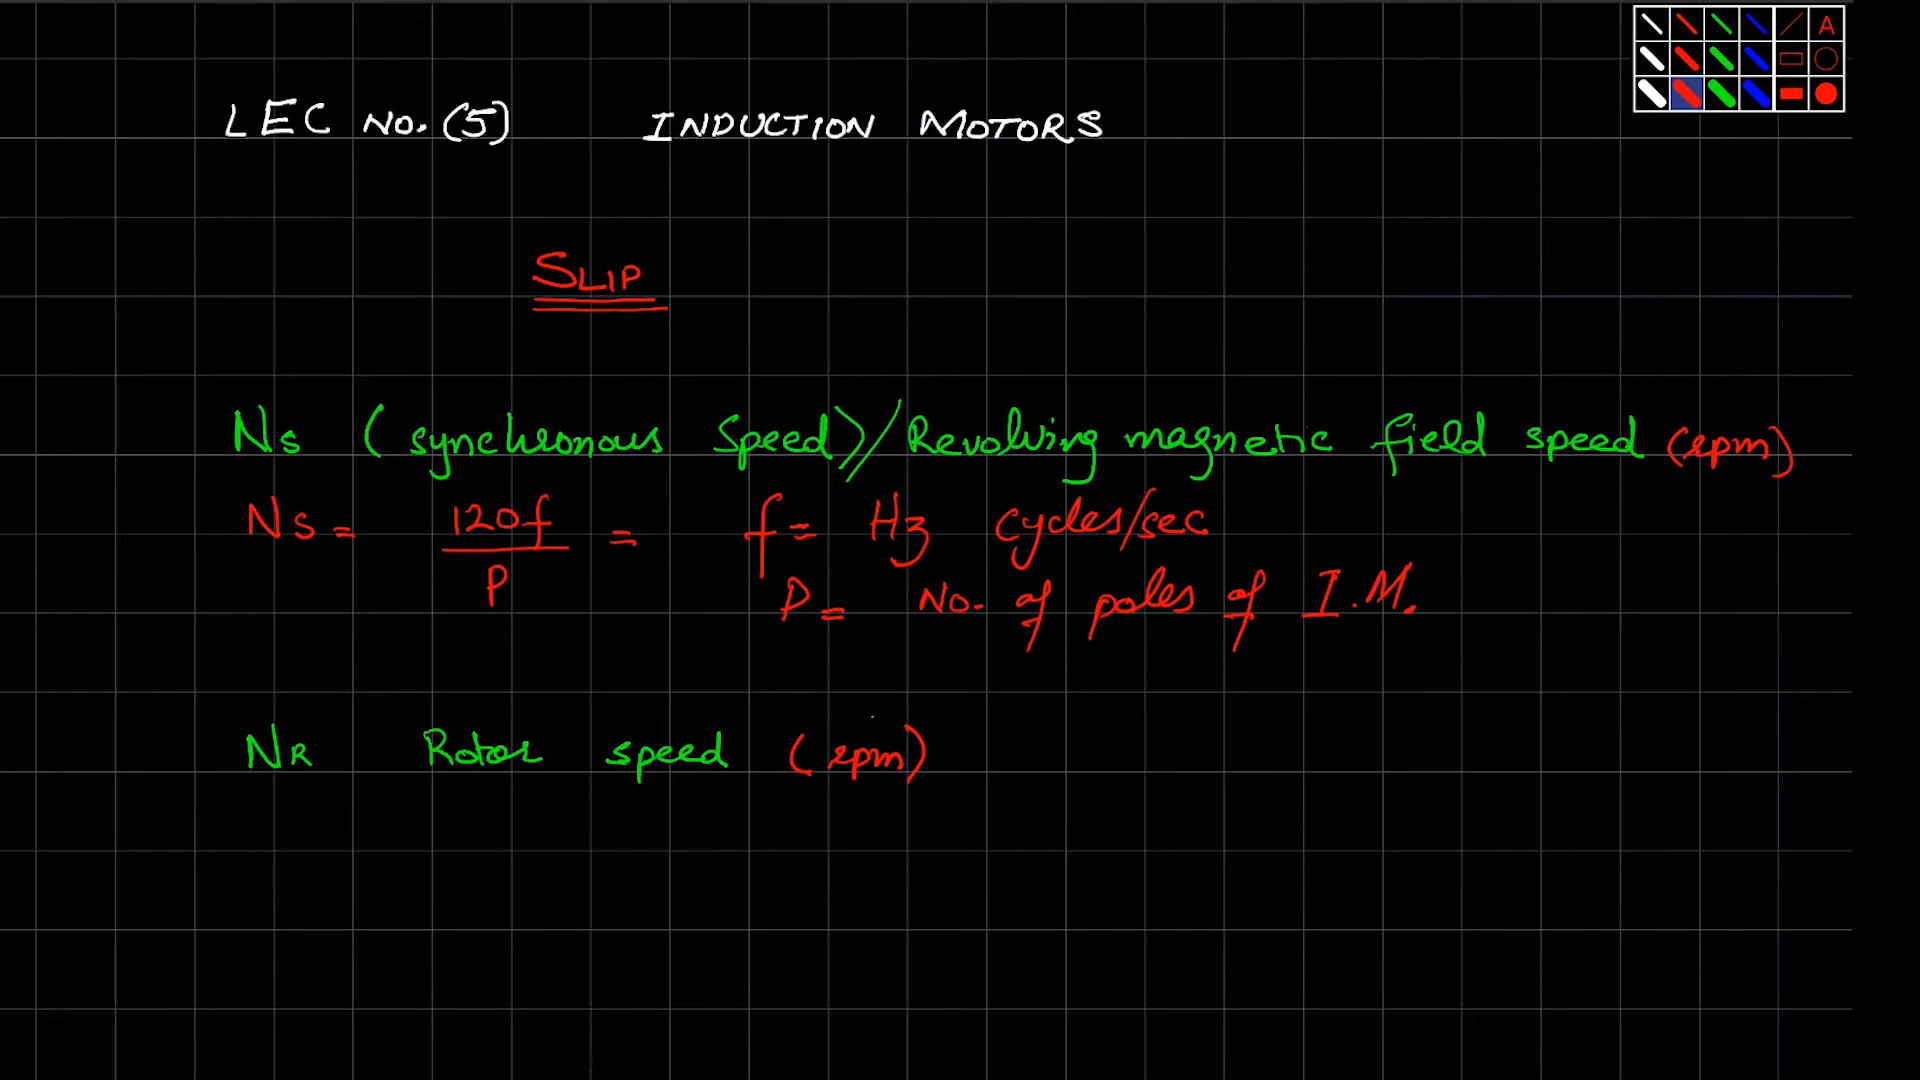 LEC NO. (5) INDUCTION MOTORS
SLIP
Ns (synchronous Speed) / Revolving magnetic field speed (rpm)
Ns = 120f / P = f = Hz cycles/sec
P = No. of poles of I.M.
NR Rotor speed (rpm)
A